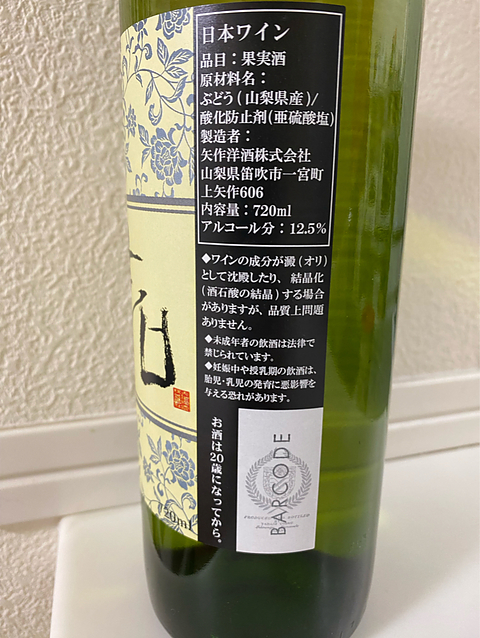 日本ワイン
品目：果実酒
原材料名：
ぶどう(山梨県産)/
酸化防止剤(亜硫酸塩)
製造者：
矢作洋酒株式会社
山梨県笛吹市一宮町
上矢作606
内容量：720ml
アルコール分：12.5%
◆ワインの成分が澱(オリ)
として沈殿したり、結晶化
(酒石酸の結晶)する場合
がありますが、品質上問題
ありません。
◆未成年者の飲酒は法律で
禁じられています。
◆妊娠中や授乳期の飲酒は、
胎児・乳児の発育に悪影響を
与える恐れがあります。
お酒は20歳になってから。
BARCODE
720ml